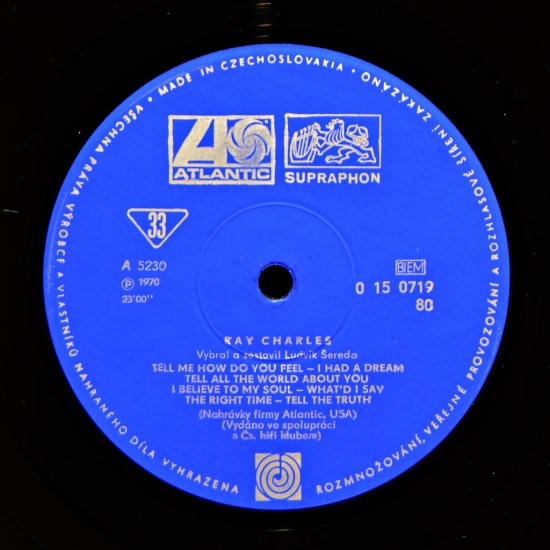 VŠECHNA PRÁVA VÝROBCE A VLASTNÍKŮ NAHRANÉHO DÍLA VYHRAZENA
• MADE IN CZECHOSLOVAKIA •
ROZMNOŽOVÁNÍ, VEŘEJNÉ PROVOZOVÁNÍ A ROZHLASOVÉ ŠÍŘENÍ ZAKÁZÁNO
ATLANTIC
SUPRAPHON
33
A 5230
Ⓟ 1970
23'00''
BIEM
0 15 0719
80
RAY CHARLES
Vybral a sestavil Ludvík Šereda
TELL ME HOW DO YOU FEEL – I HAD A DREAM
TELL ALL THE WORLD ABOUT YOU
I BELIEVE TO MY SOUL – WHAT'D I SAY
THE RIGHT TIME – TELL THE TRUTH
(Nahrávky firmy Atlantic, USA)
(Vydáno ve spolupráci
s Čs. hifi klubem)